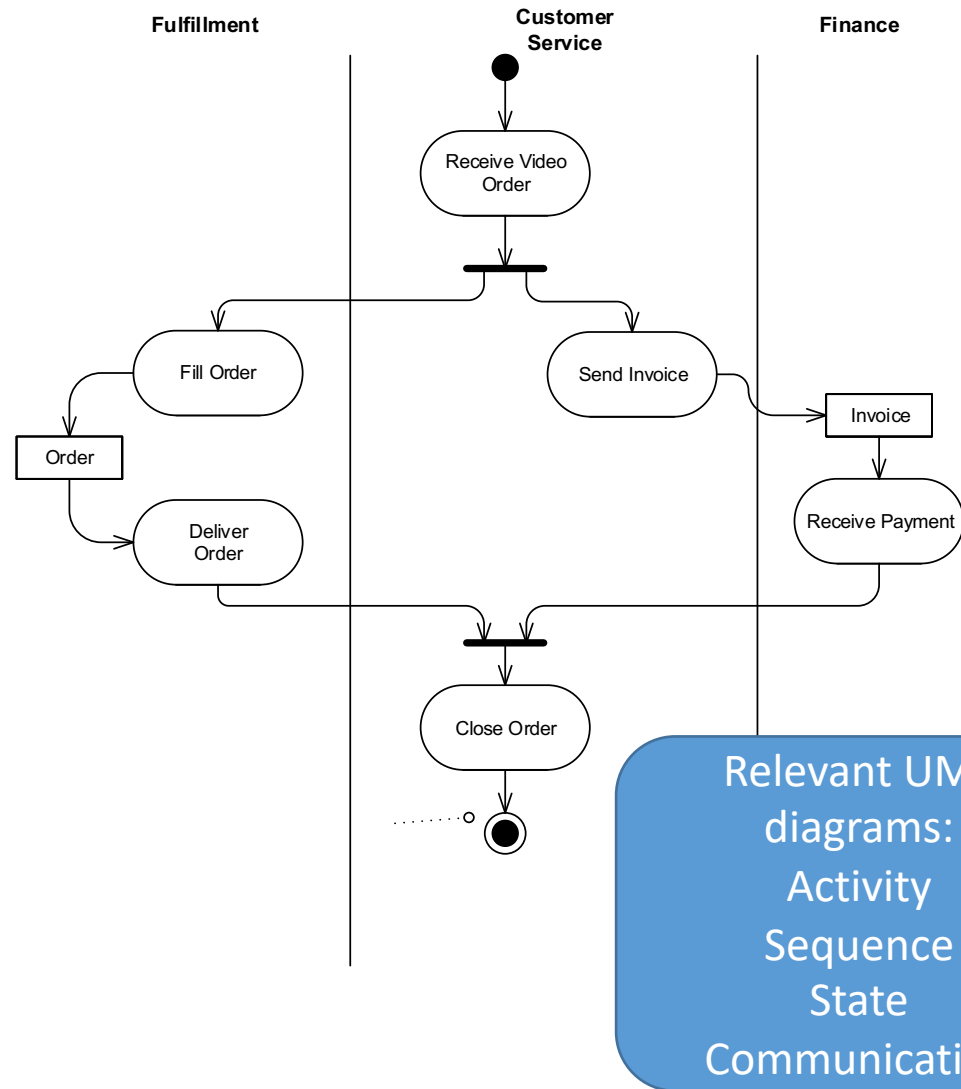 Fulfillment
Customer
Service
Finance
Receive Video
Order
Fill Order
Send Invoice
Invoice
Order
Receive Payment
Deliver
Order
Close Order
Relevant UM
diagrams:
Activity
Sequence
State
Communicati